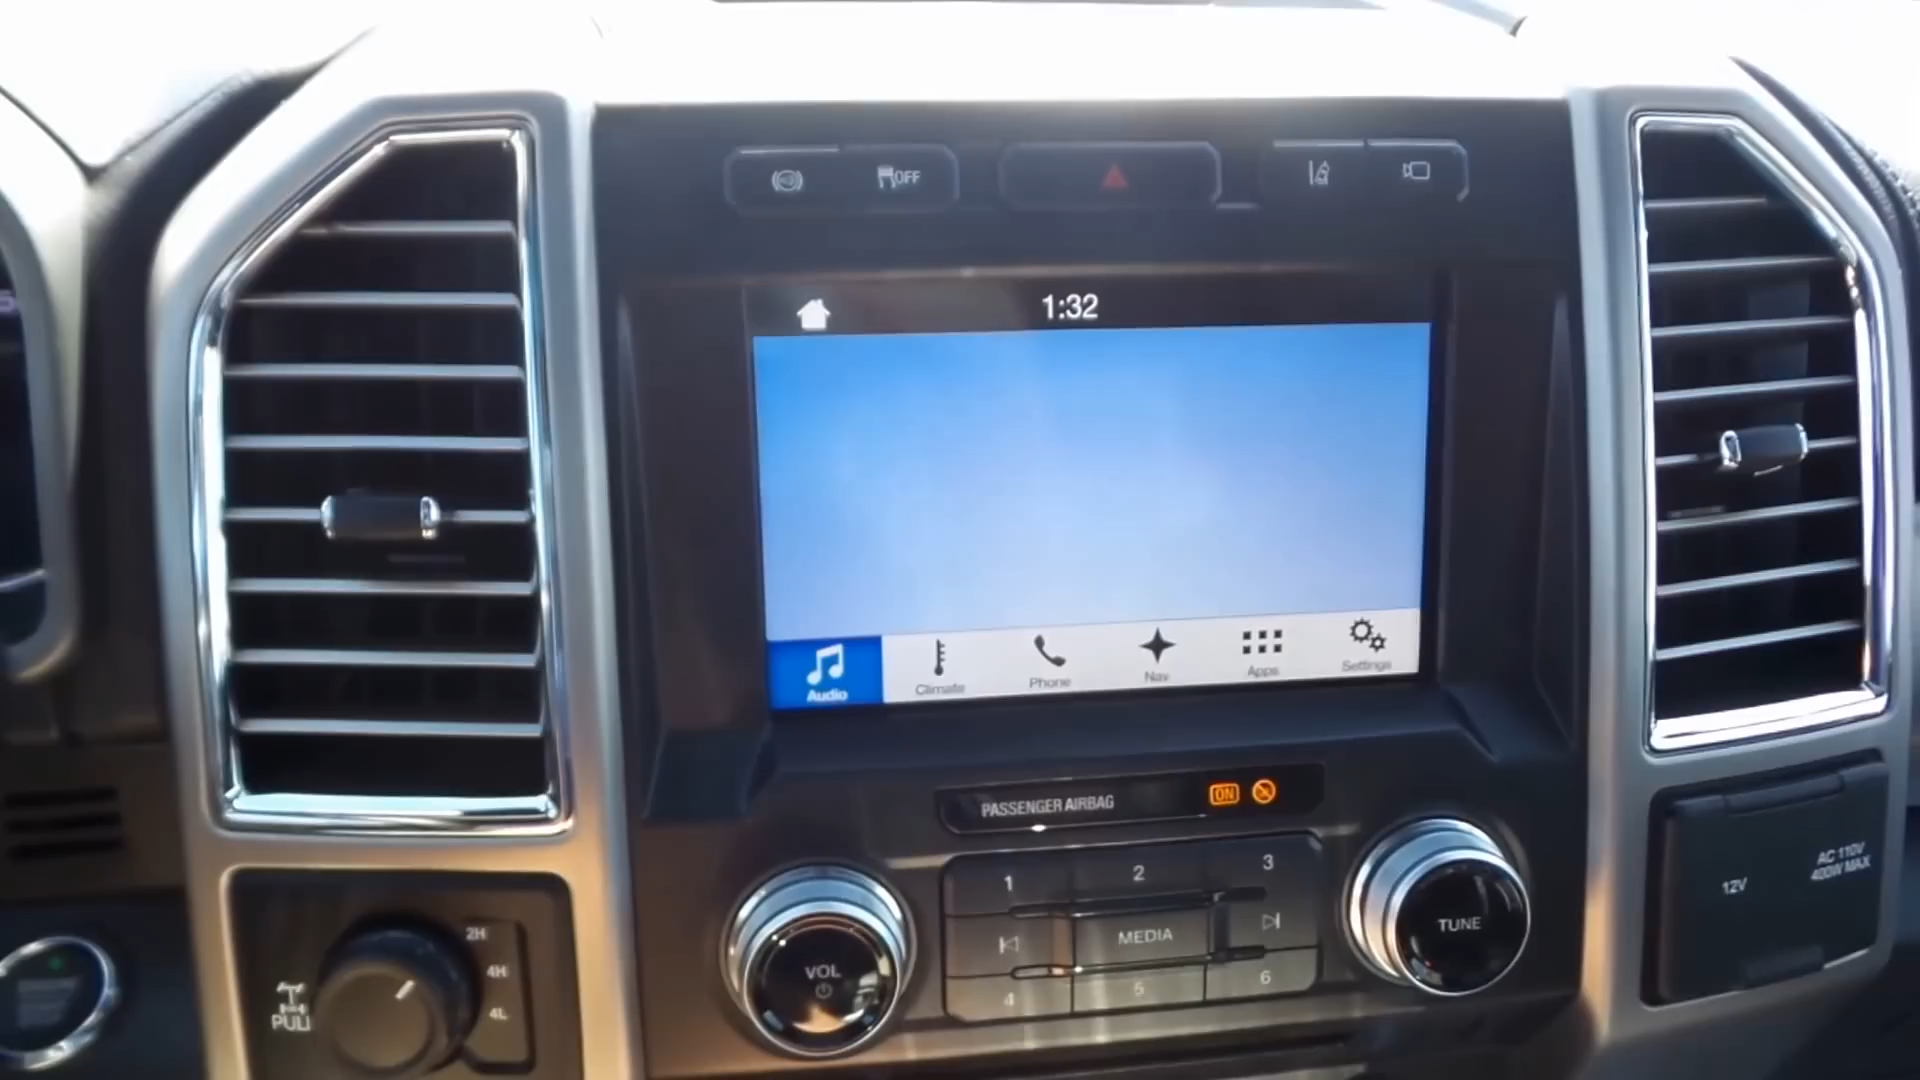 OFF
1:32
Audio
Climate
Phone
Nav
Apps
Settings
PASSENGER AIRBAG
ON
1
2
3
MEDIA
4
5
6
VOL
TUNE
2H
4H
4L
PULL
12V
AC 110V
400W MAX